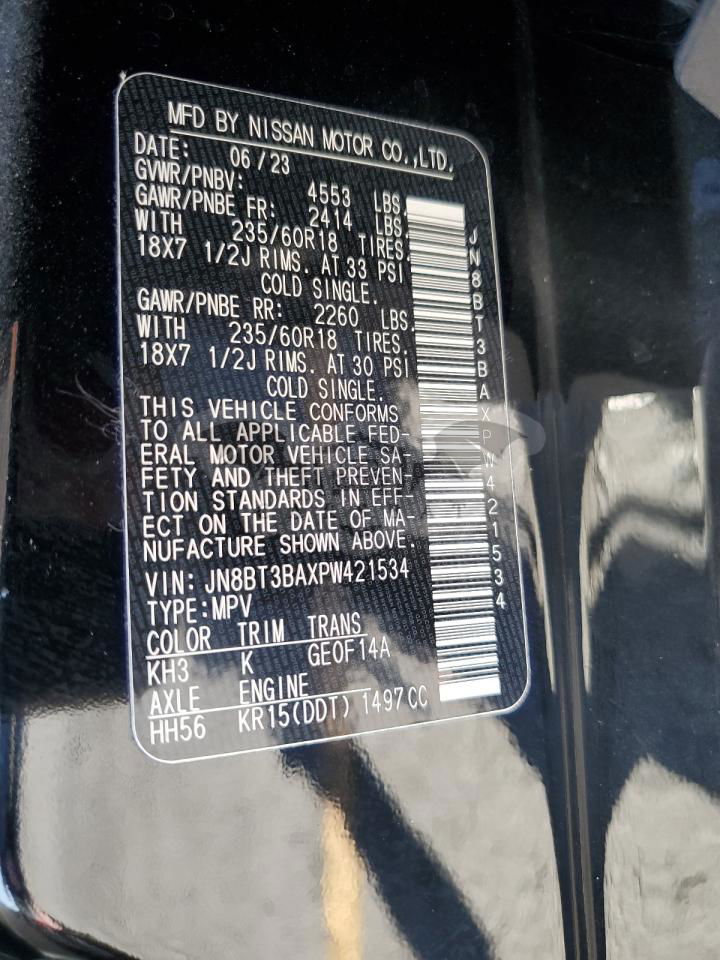 MFD BY NISSAN MOTOR CO.,LTD.
DATE: 06/23
GVWR/PNBV: 4553 LBS.
GAWR/PNBE FR: 2414 LBS.
WITH 235/60R18 TIRES.
18X7 1/2J RIMS. AT 33 PSI
COLD SINGLE.
GAWR/PNBE RR: 2260 LBS.
WITH 235/60R18 TIRES.
18X7 1/2J RIMS. AT 30 PSI
COLD SINGLE.
THIS VEHICLE CONFORMS
TO ALL APPLICABLE FED-
ERAL MOTOR VEHICLE SA-
FETY AND THEFT PREVEN-
TION STANDARDS IN EFF-
ECT ON THE DATE OF MA-
NUFACTURE SHOWN ABOVE.
VIN: JN8BT3BAXPW421534
TYPE:MPV
COLOR TRIM TRANS
KH3 K GEOF14A
AXLE ENGINE
HH56 KR15(DDT) 1497CC
JN8BT3BAXPW421534